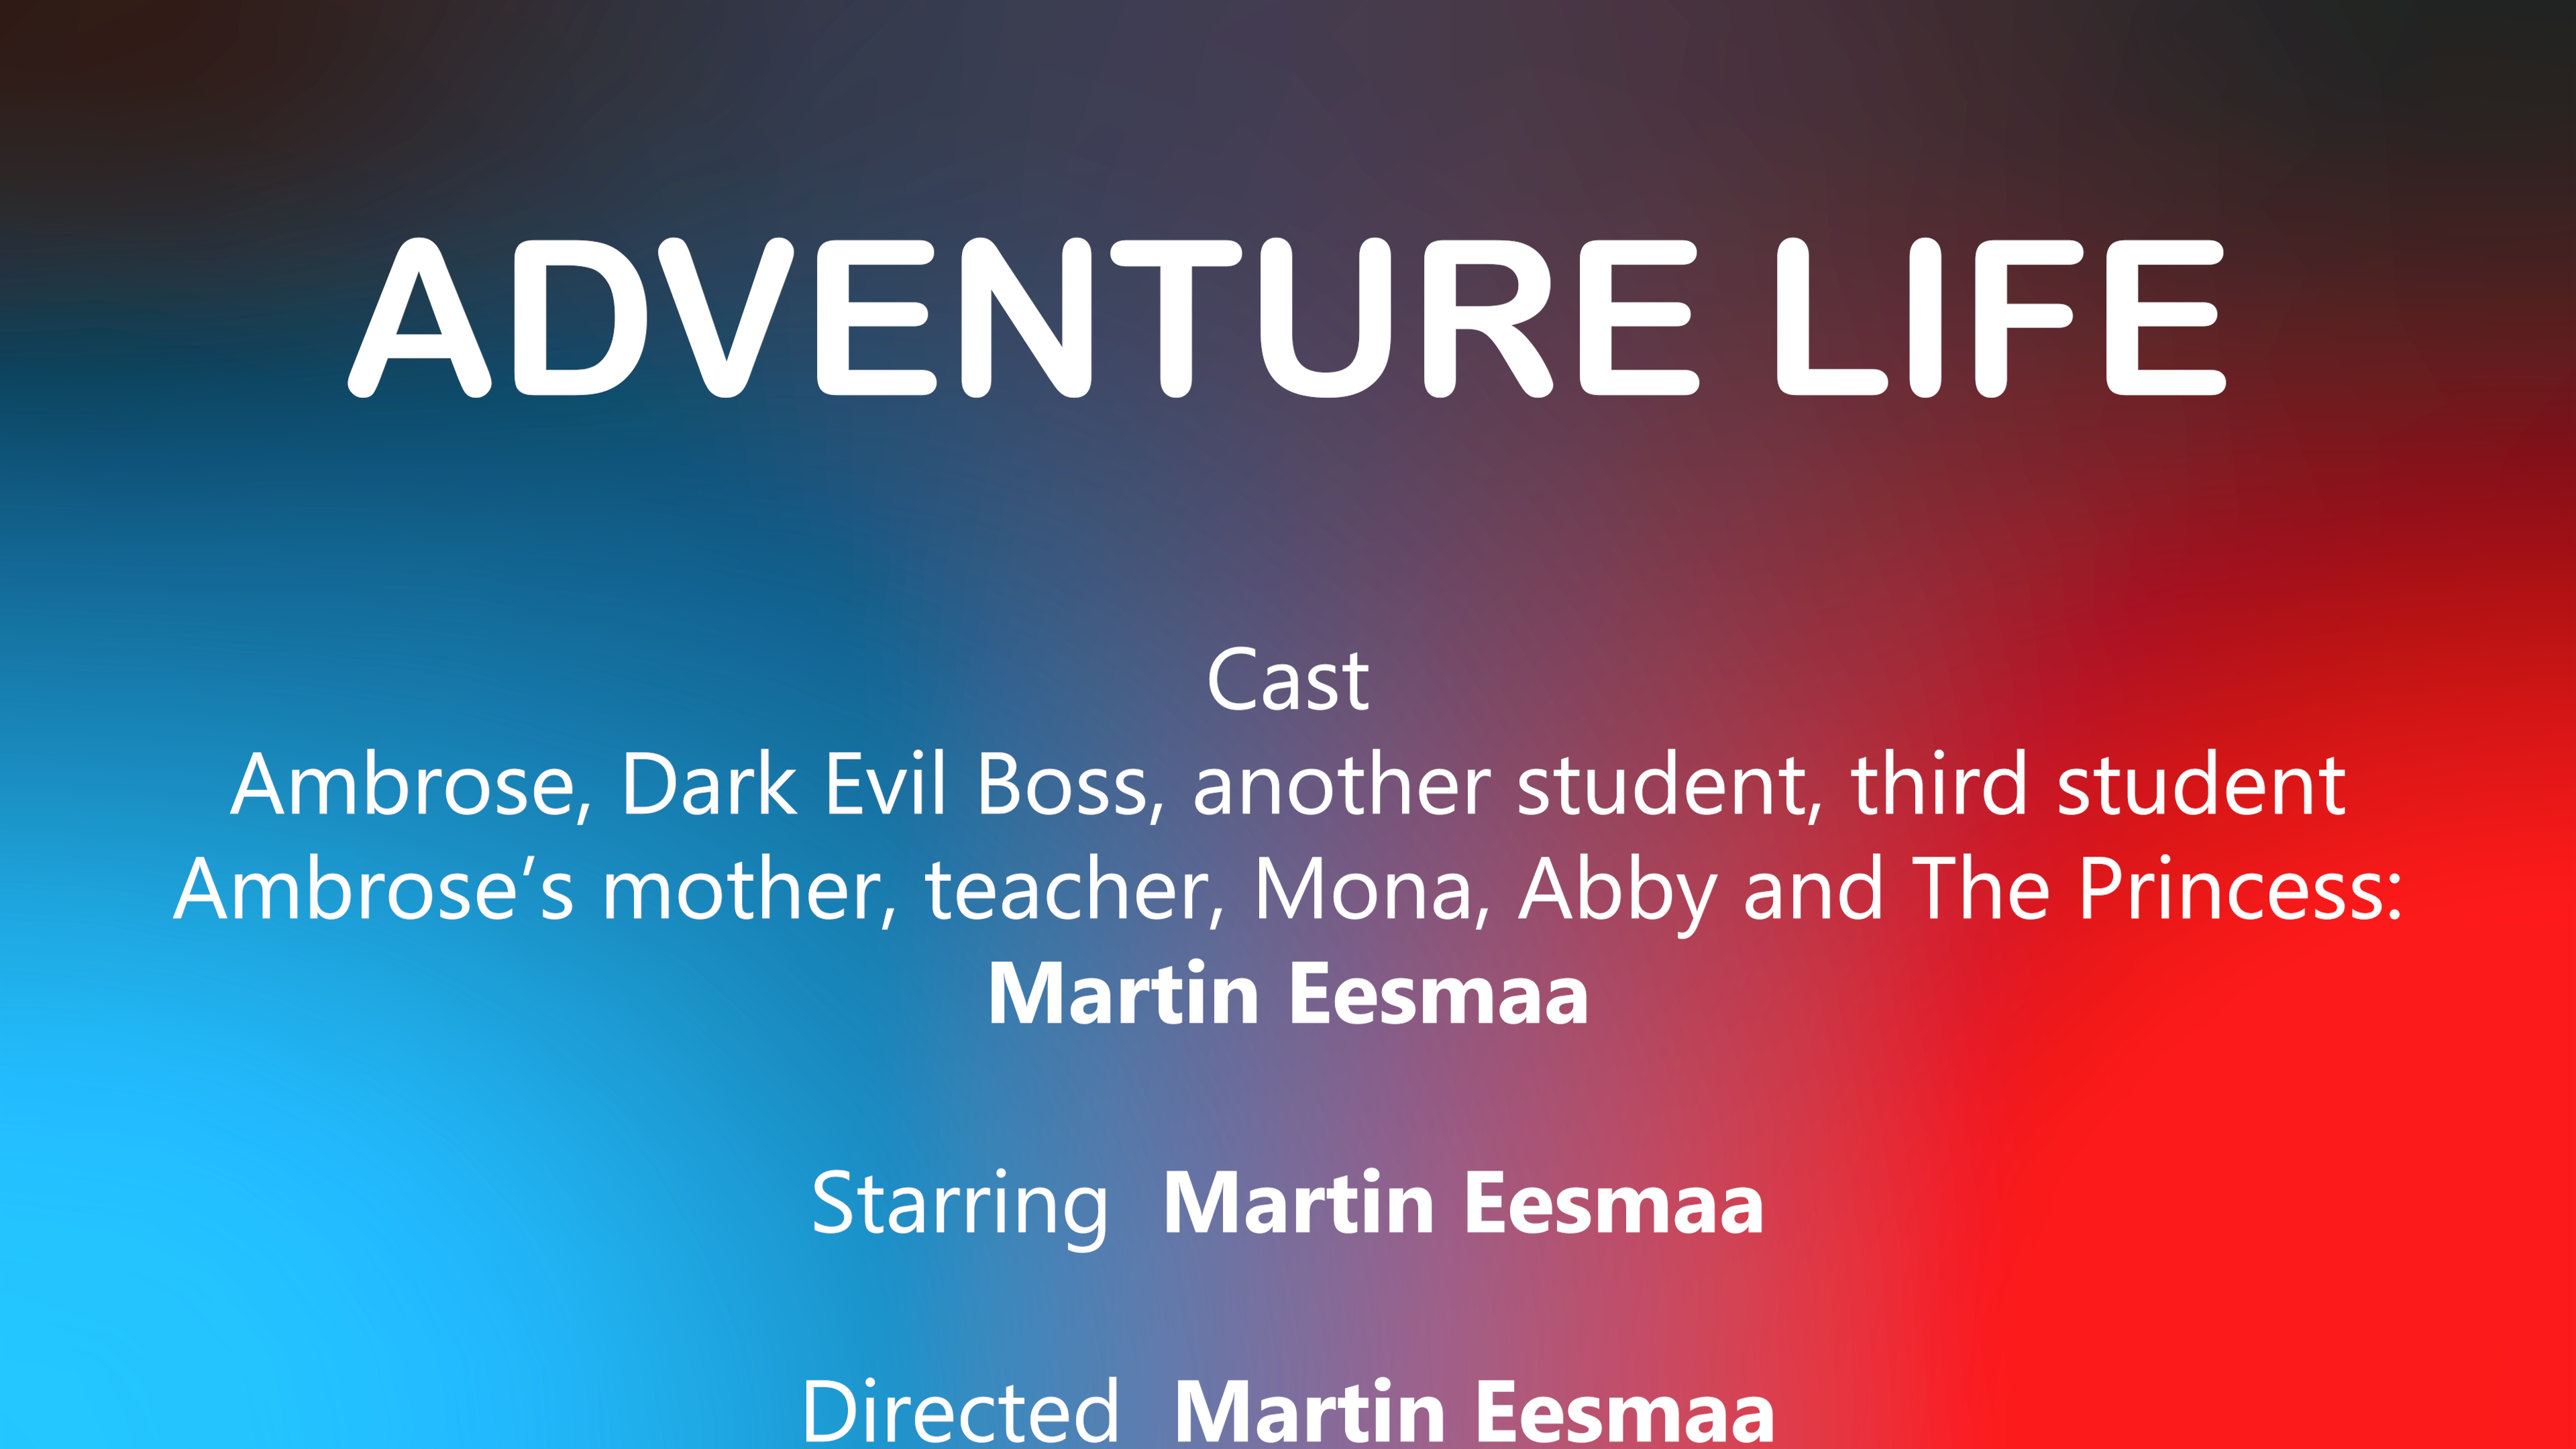 ADVENTURE LIFE
Cast
Ambrose, Dark Evil Boss, another student, third student
Ambrose’s mother, teacher, Mona, Abby and The Princess:
Martin Eesmaa
Starring Martin Eesmaa
Directed Martin Eesmaa